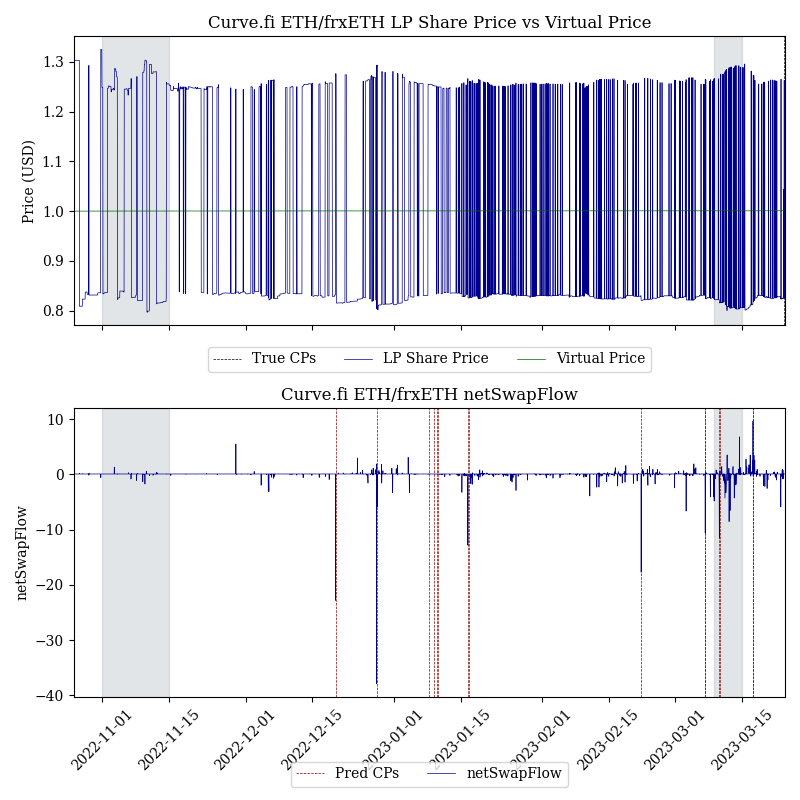 Curve.fi ETH/frxETH LP Share Price vs Virtual Price
Price (USD)
1.3
1.2
1.1
1.0
0.9
0.8
True CPs LP Share Price Virtual Price
Curve.fi ETH/frxETH netSwapFlow
netSwapFlow
10
0
−10
−20
−30
−40
2022-11-01 2022-11-15 2022-12-01 2022-12-15 2023-01-01 2023-01-15 2023-02-01 2023-02-15 2023-03-01 2023-03-15
Pred CPs netSwapFlow